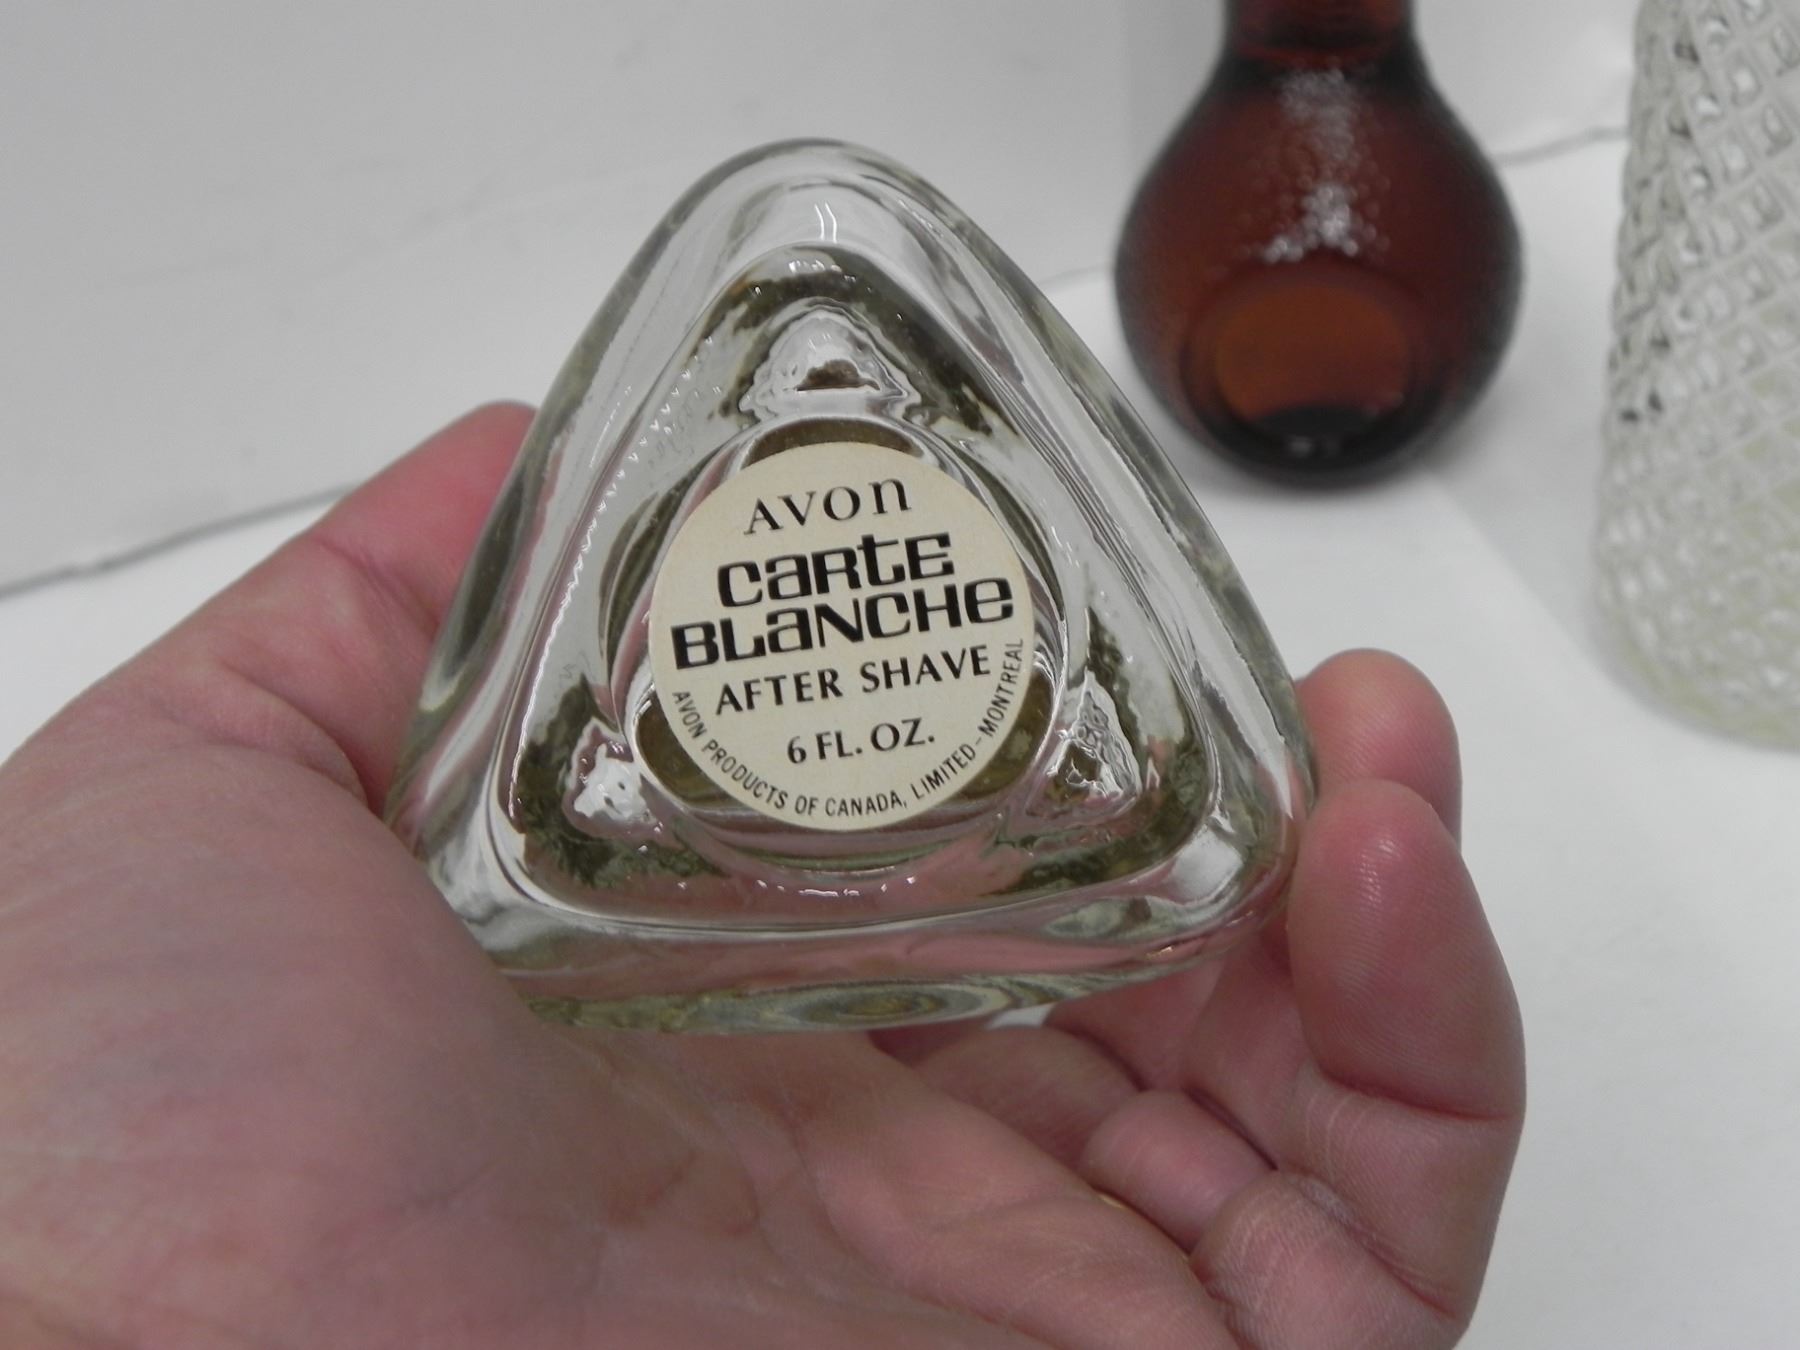 AVON
CARTE
BLANCHE
AFTER SHAVE
6 FL. OZ.
AVON PRODUCTS OF CANADA, LIMITED-MONTREAL